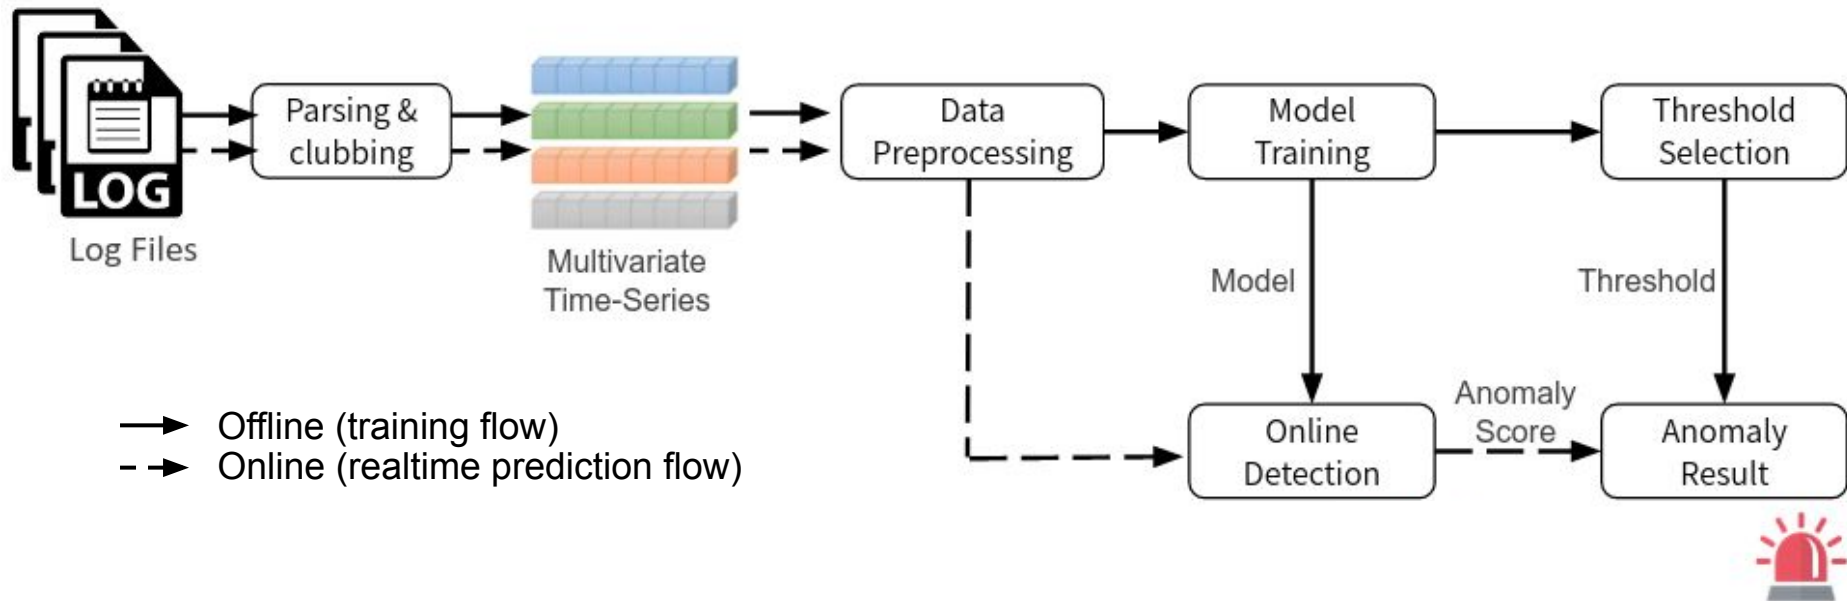 LOG
Log Files
Parsing &
clubbing
Multivariate
Time-Series
Data
Preprocessing
Model
Training
Threshold
Selection
Model
Threshold
Online
Detection
Anomaly
Score
Anomaly
Result
Offline (training flow)
Online (realtime prediction flow)